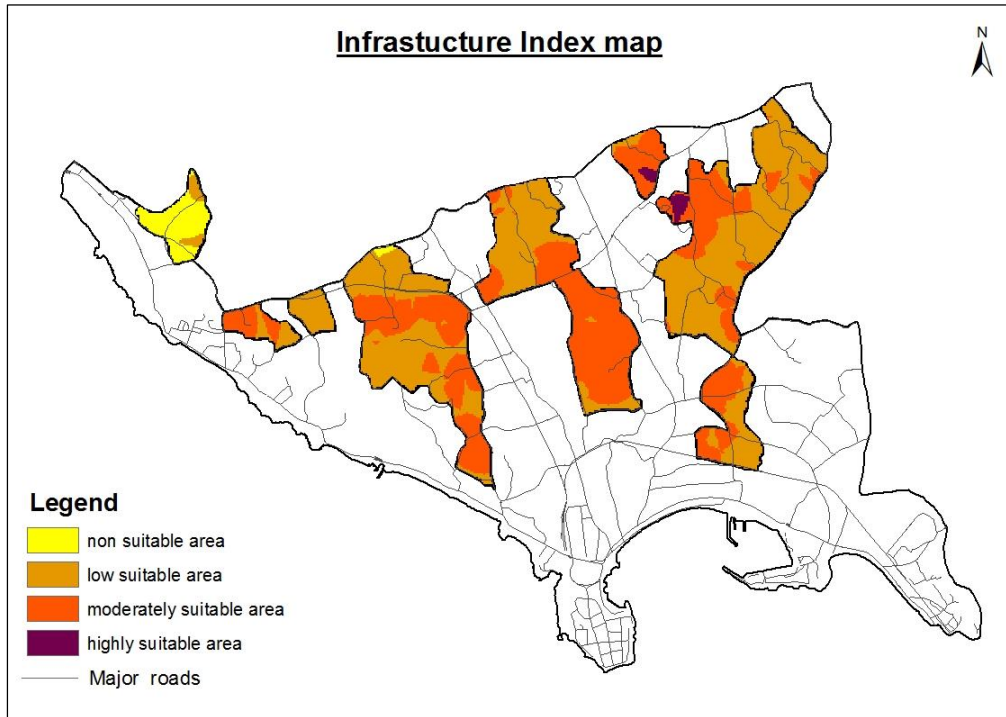 Infrastucture Index map
N
Legend
non suitable area
low suitable area
moderately suitable area
highly suitable area
Major roads